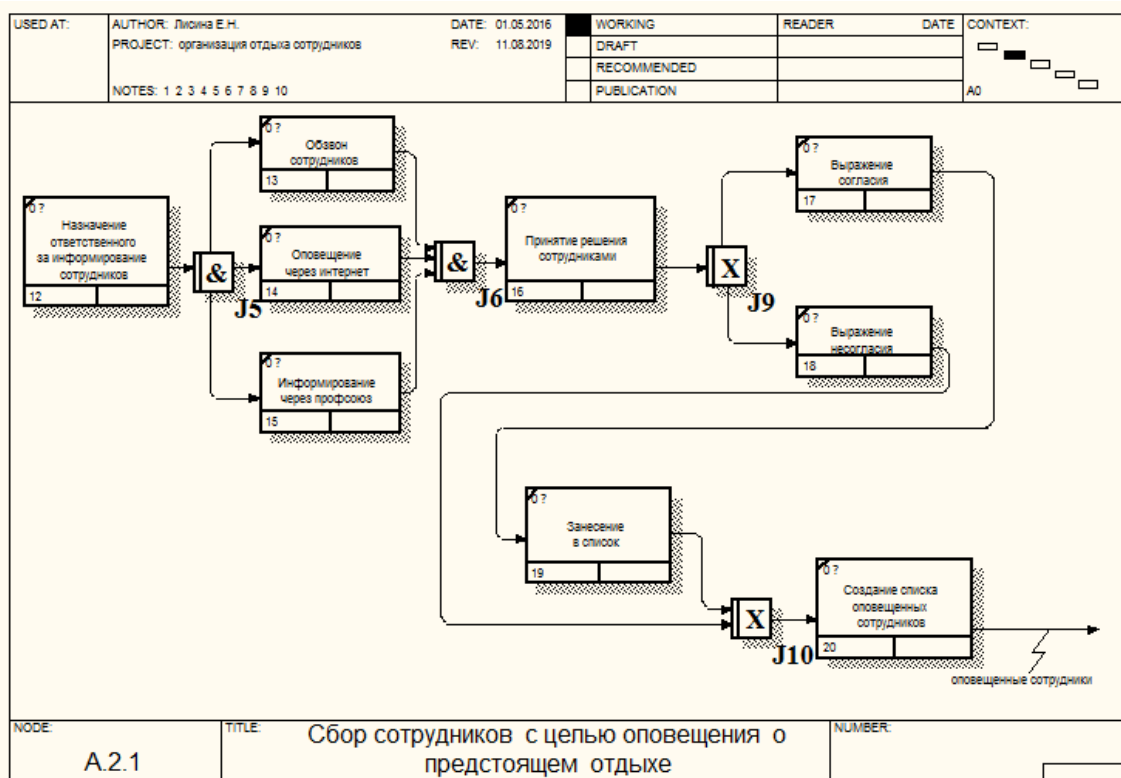 USED AT:
AUTHOR: Лисина Е.Н.
DATE: 01.05.2016
PROJECT: организация отдыха сотрудников
REV: 11.08.2019
NOTES: 1 2 3 4 5 6 7 8 9 10
WORKING
DRAFT
RECOMMENDED
PUBLICATION
READER
DATE
CONTEXT:
A0
0 ?
Назначение
ответственного
за информирование
сотрудников
12
&
J5
0 ?
Обзвон
сотрудников
13
0 ?
Оповещение
через интернет
14
0 ?
Информирование
через профсоюз
15
&
J6
0 ?
Принятие решения
сотрудниками
16
X
J9
0 ?
Выражение
согласия
17
0 ?
Выражение
несогласия
18
0 ?
Занесение
в список
19
X
J10
0 ?
Создание списка
оповещенных
сотрудников
20
оповещенные сотрудники
NODE:
A.2.1
TITLE:
Сбор сотрудников с целью оповещения о
предстоящем отдыхе
NUMBER: